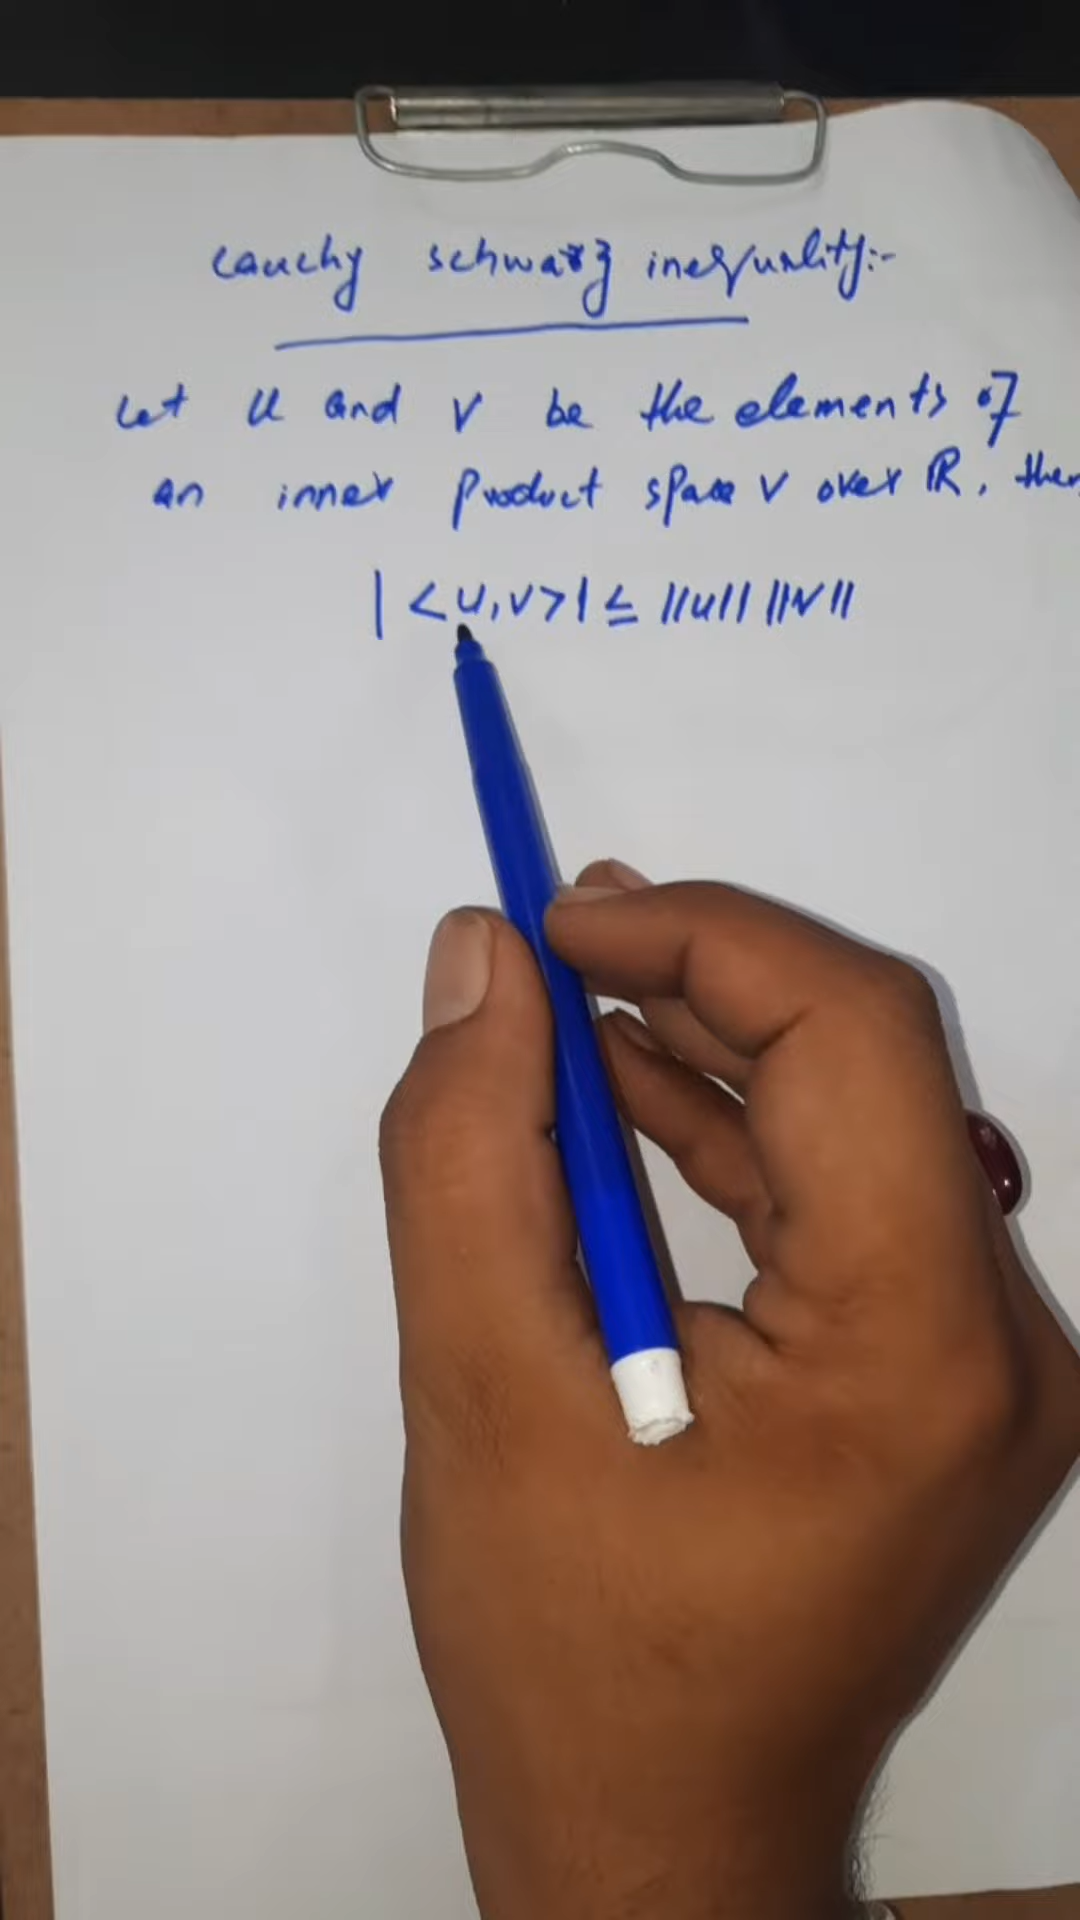 Cauchy schwarz inequality:-
Let u and v be the elements of
an inner product space V over ℝ, then
|<u,v>| ≤ ||u|| ||v||